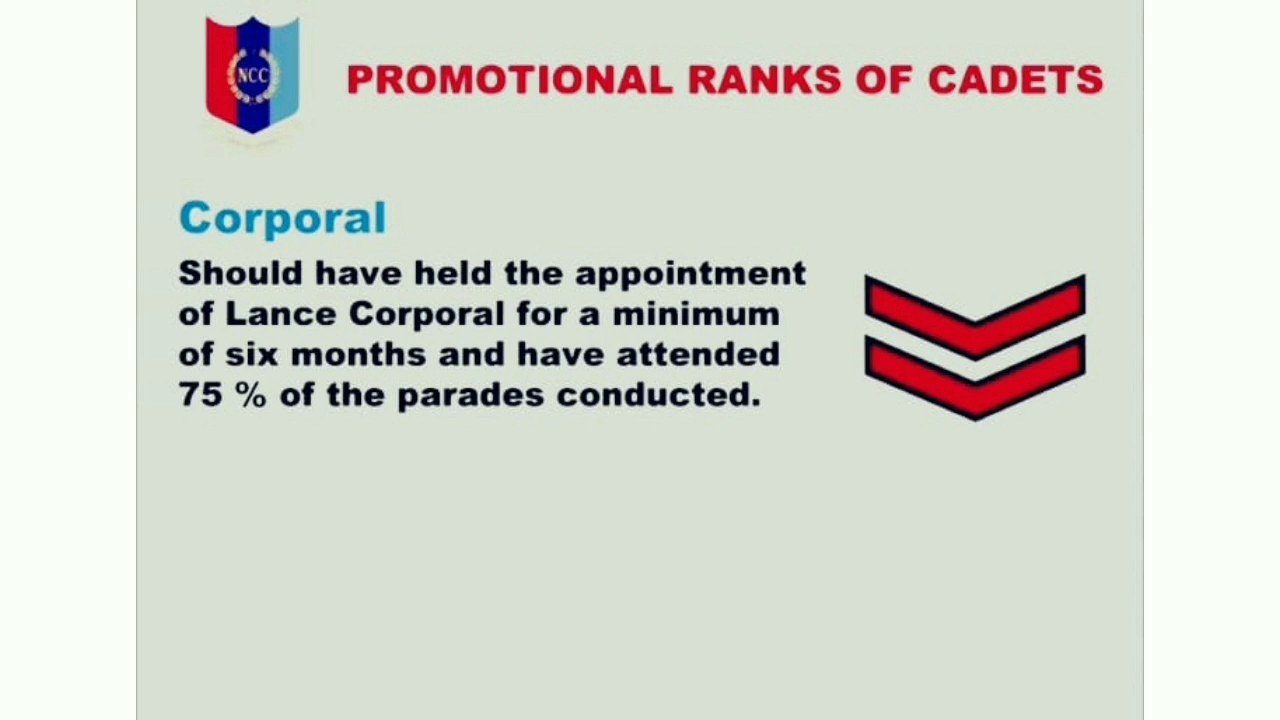 NCC
PROMOTIONAL RANKS OF CADETS
Corporal
Should have held the appointment
of Lance Corporal for a minimum
of six months and have attended
75 % of the parades conducted.